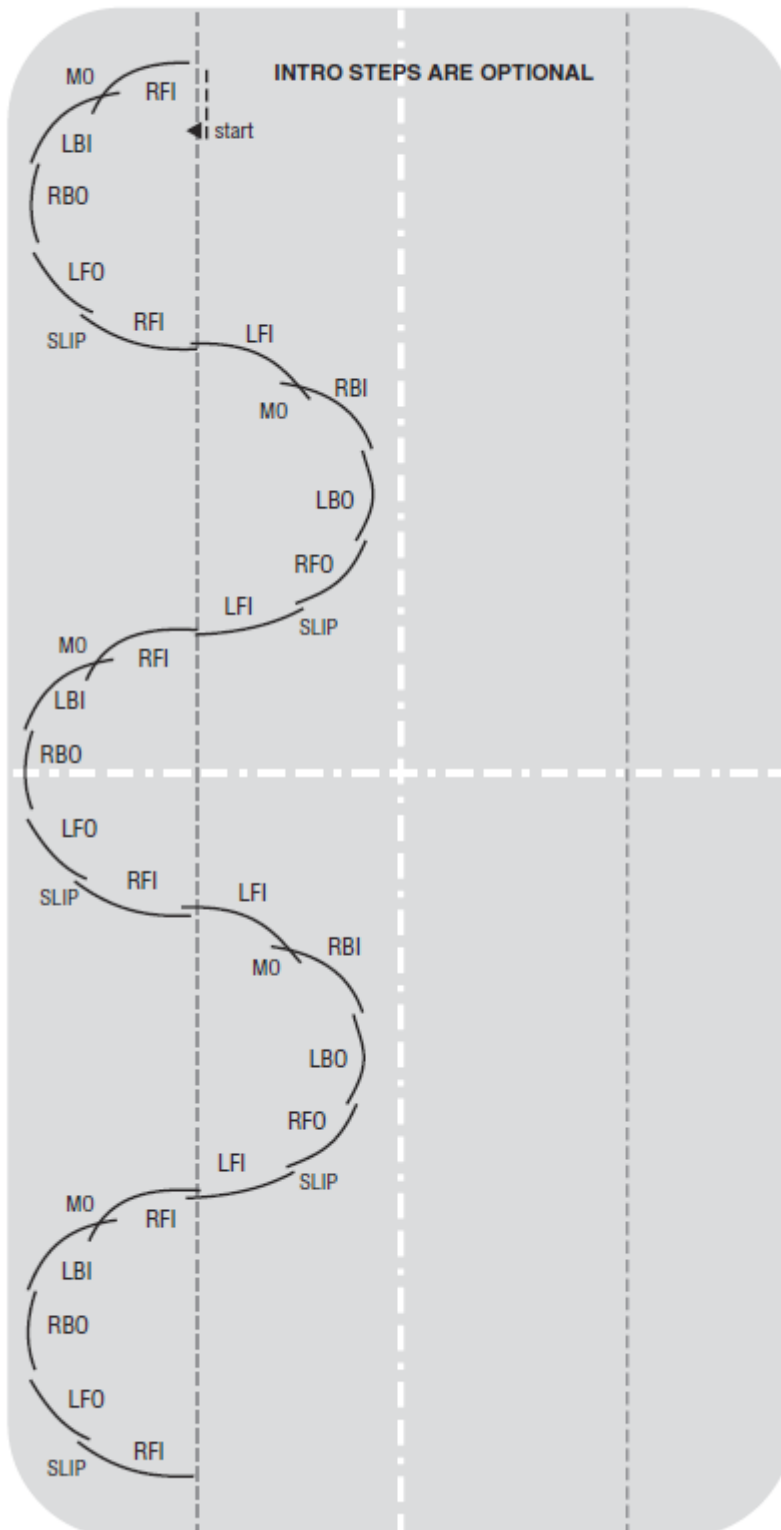 INTRO STEPS ARE OPTIONAL
MO
RFI
start
LBI
RBO
LFO
SLIP
RFI
LFI
RBI
MO
LBO
RFO
LFI
SLIP
MO
RFI
LBI
RBO
LFO
SLIP
RFI
LFI
RBI
MO
LBO
RFO
LFI
SLIP
MO
RFI
LBI
RBO
LFO
SLIP
RFI